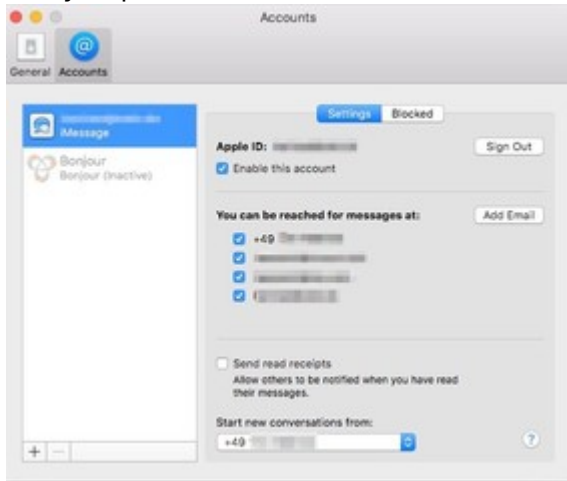 Accounts
General Accounts
iMessage
Bonjour
Bonjour (Inactive)
Settings Blocked
Apple ID:
Sign Out
Enable this account
You can be reached for messages at:
Add Email
+49
Send read receipts
Allow others to be notified when you have read
their messages.
Start new conversations from:
+49
?